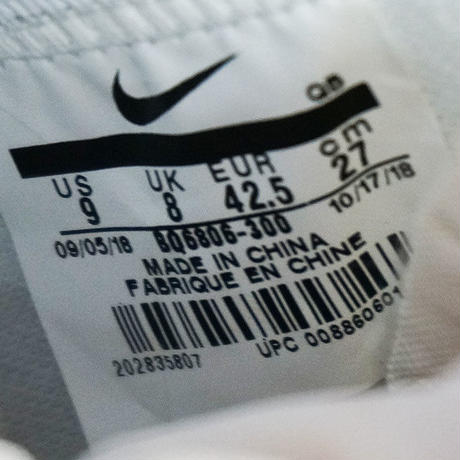 QB
US UK EUR cm
9 8 42.5 27
09/05/18 BQ6806-300 10/17/18
MADE IN CHINA
FABRIQUE EN CHINE
202835807 UPC 008860601